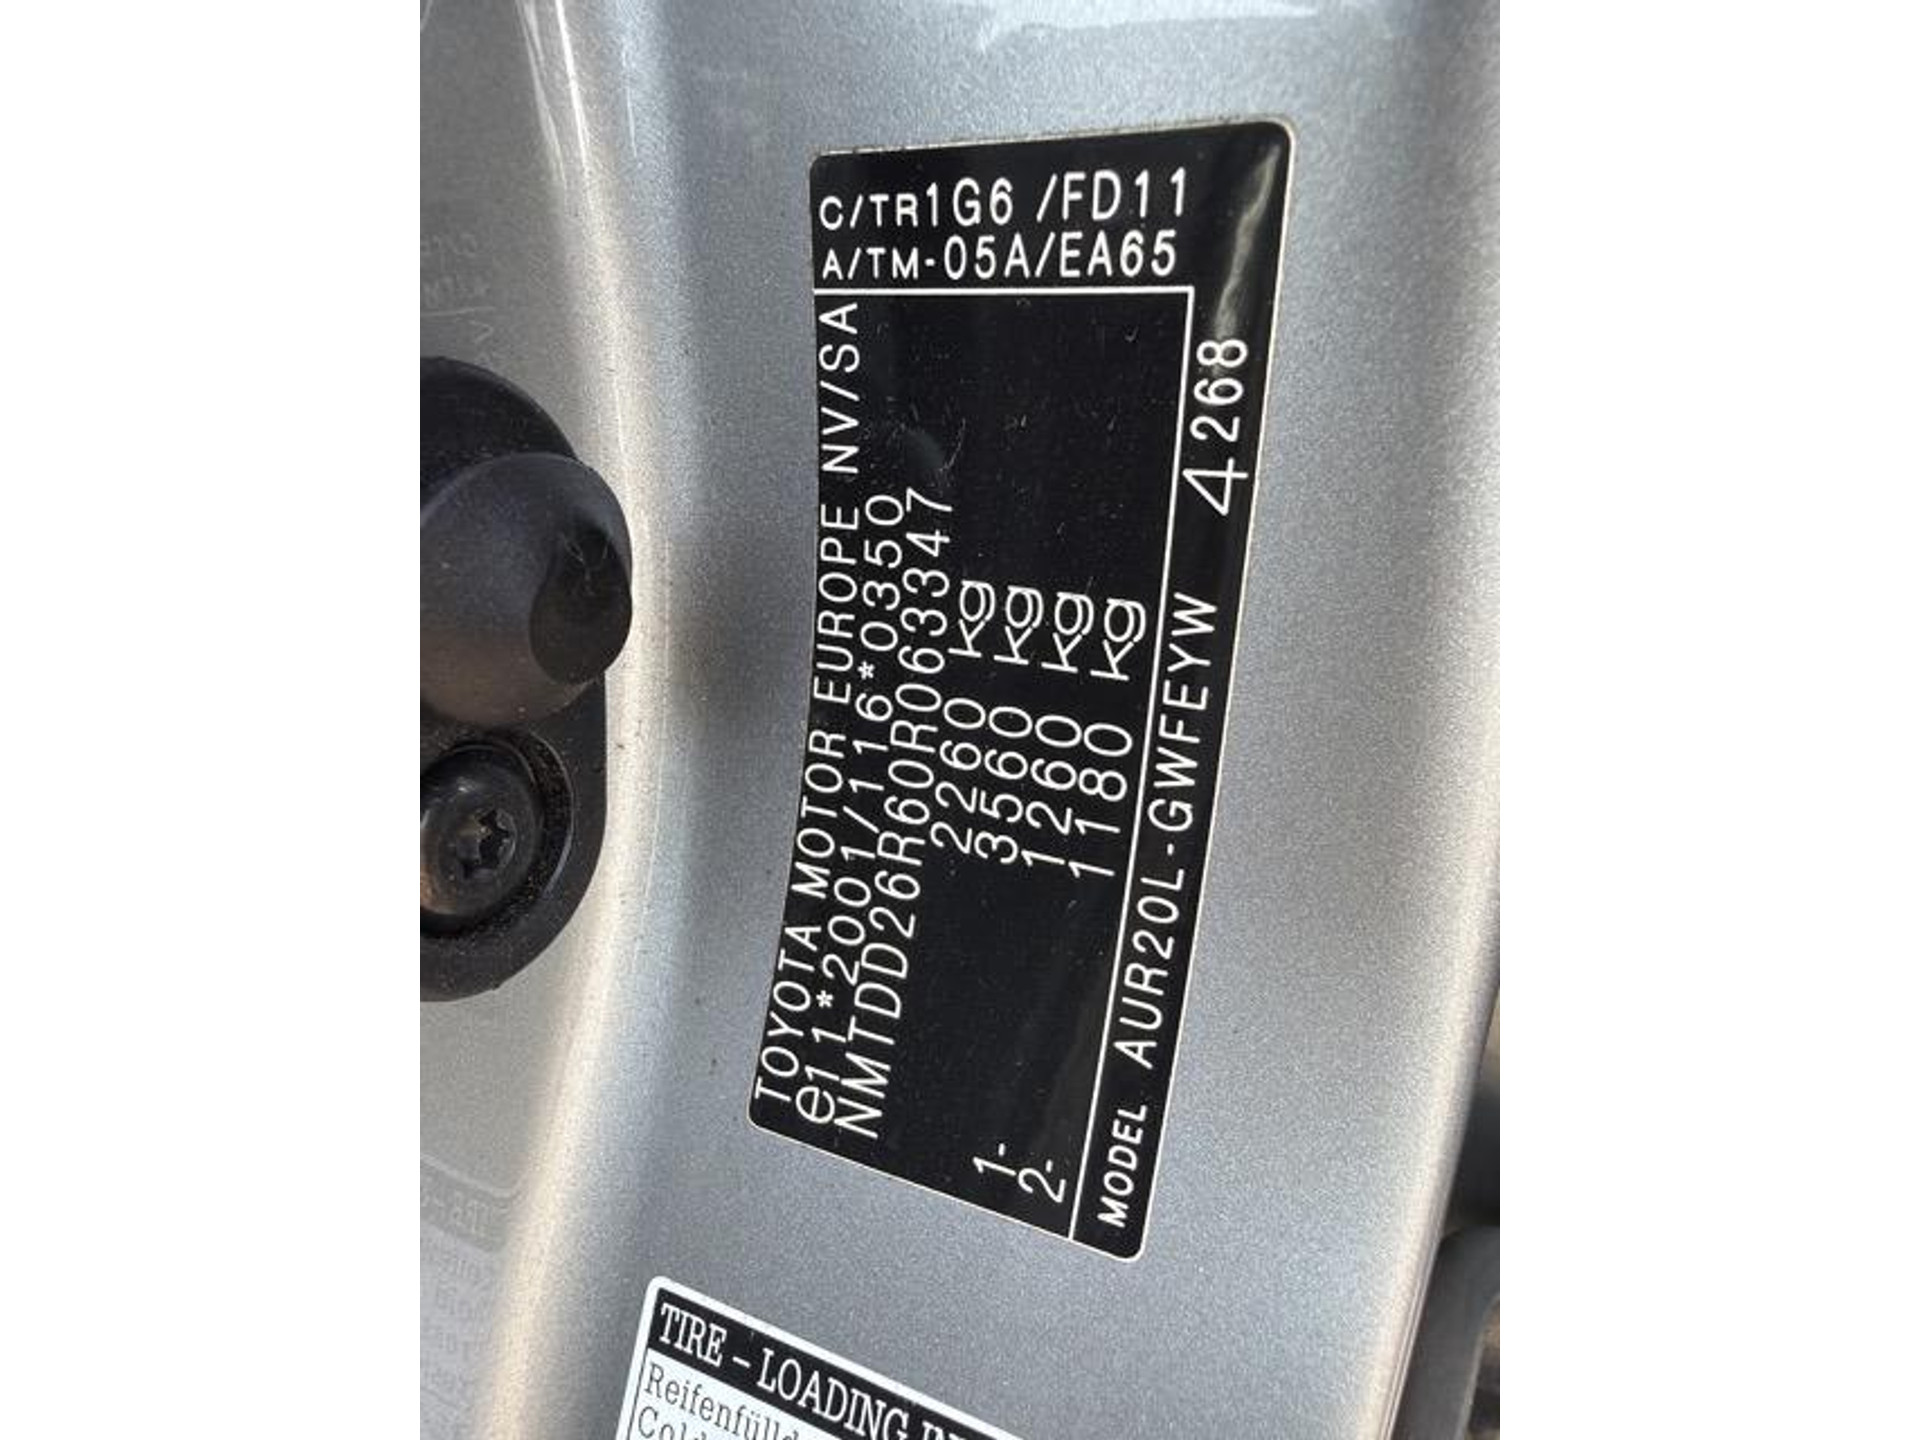 C/TR1G6 /FD11
A/TM-05A/EA65
TOYOTA MOTOR EUROPE NV/SA
e11*2001/116*0350
NMTDD26R60R063347
2260 kg
3560 kg
1- 1260 kg
2- 1180 kg
MODEL AUR20L-GWFEYW 4268
TIRE - LOADING